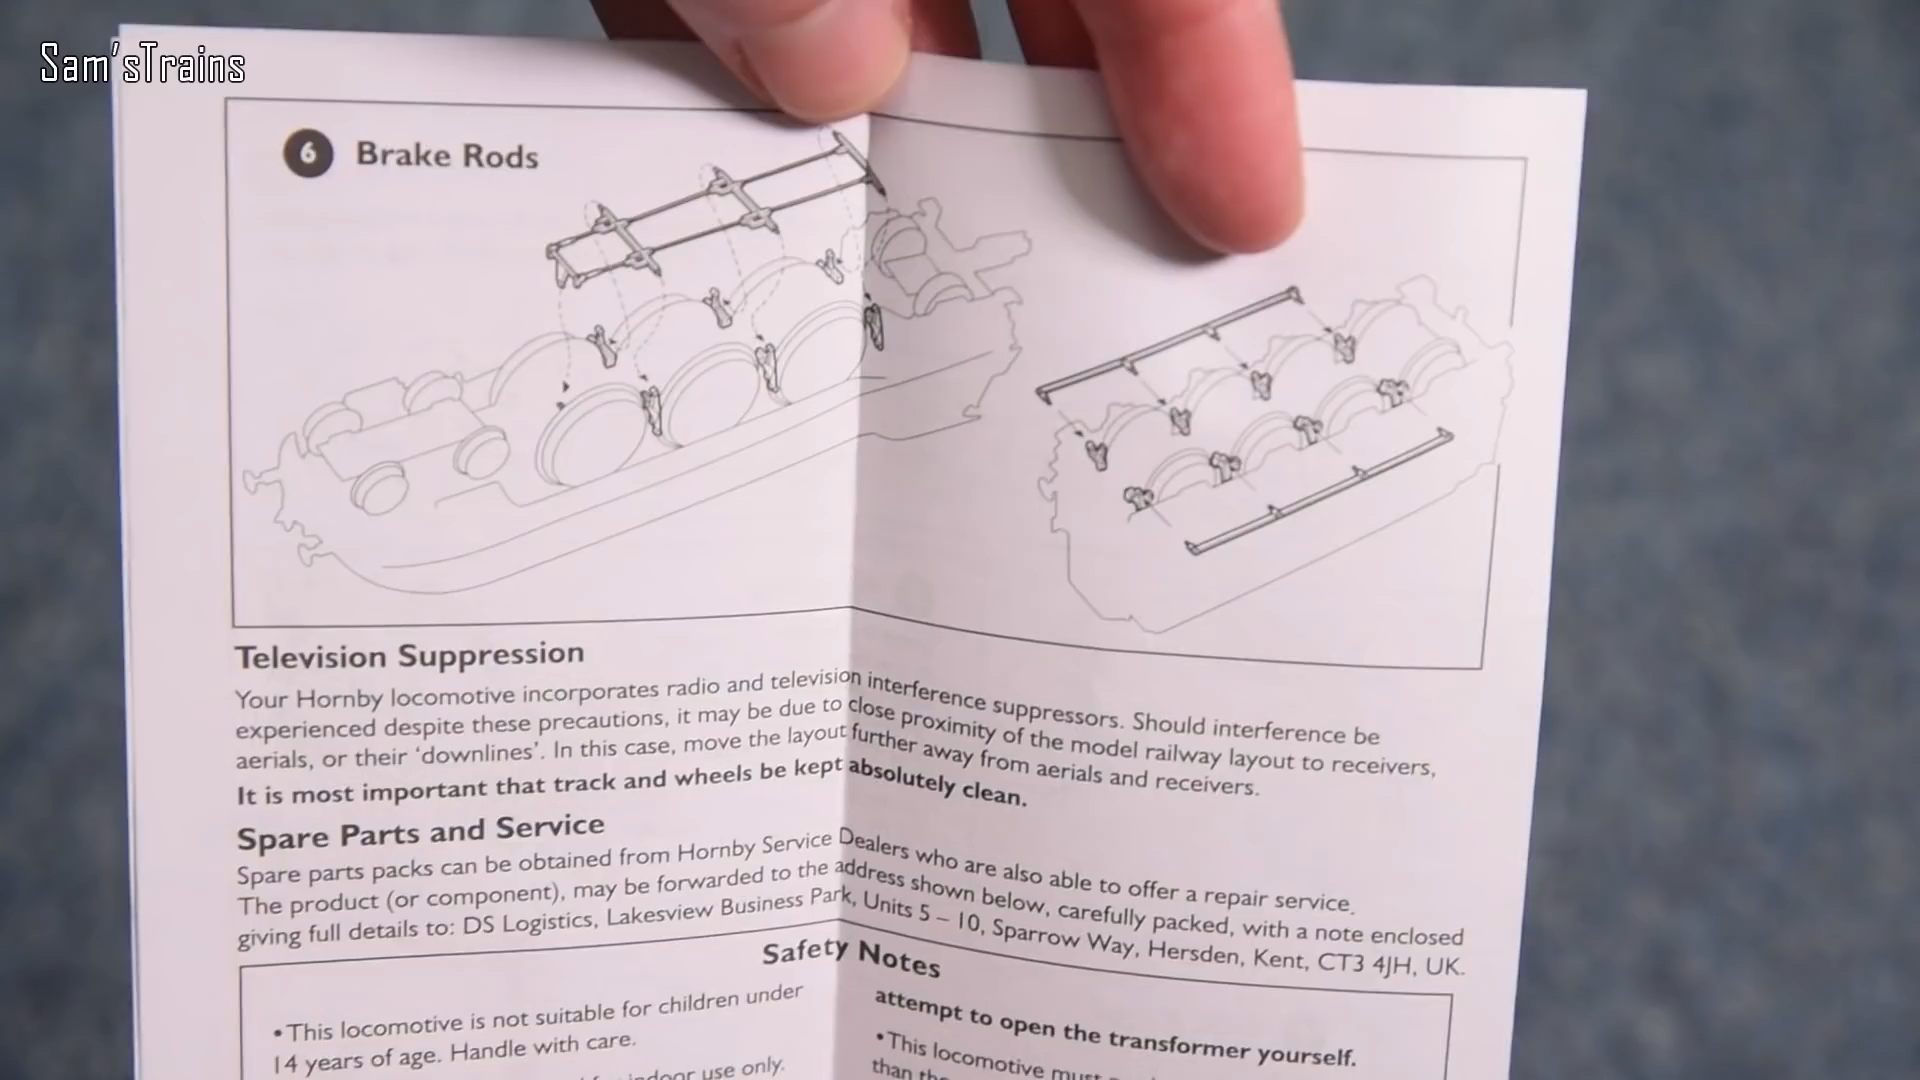 Sam'sTrains
6 Brake Rods
Television Suppression
Your Hornby locomotive incorporates radio and television interference suppressors. Should interference be
experienced despite these precautions, it may be due to close proximity of the model railway layout to receivers,
aerials, or their 'downlines'. In this case, move the layout further away from aerials and receivers.
It is most important that track and wheels be kept absolutely clean.
Spare Parts and Service
Spare parts packs can be obtained from Hornby Service Dealers who are also able to offer a repair service.
The product (or component), may be forwarded to the address shown below, carefully packed, with a note enclosed
giving full details to: DS Logistics, Lakesview Business Park, Units 5 – 10, Sparrow Way, Hersden, Kent, CT3 4JH, UK.
Safety Notes
• This locomotive is not suitable for children under
14 years of age. Handle with care.
indoor use only.
attempt to open the transformer yourself.
• This locomotive must
than the